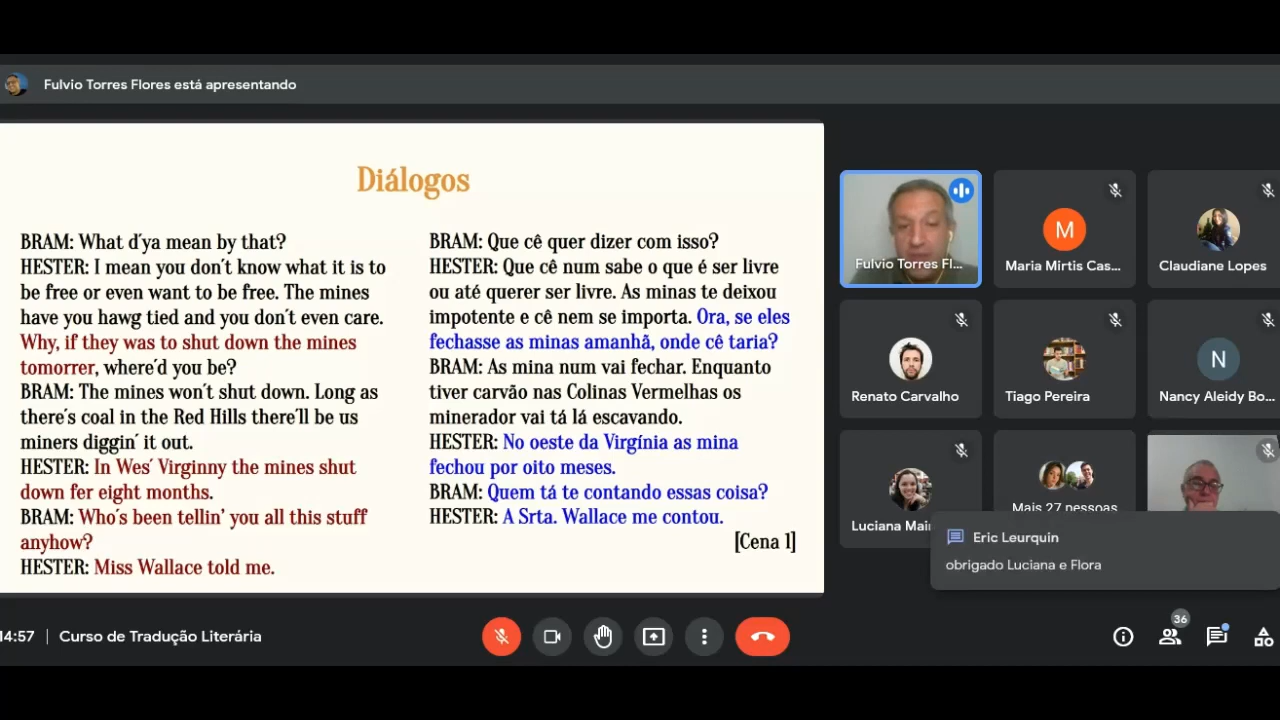 Fulvio Torres Flores está apresentando
Diálogos
BRAM: What d´ya mean by that?
HESTER: I mean you don´t know what it is to
be free or even want to be free. The mines
have you hawg tied and you don´t even care.
Why, if they was to shut down the mines
tomorrer, where´d you be?
BRAM: The mines won´t shut down. Long as
there´s coal in the Red Hills there´ll be us
miners diggin´ it out.
HESTER: In Wes´ Virginny the mines shut
down fer eight months.
BRAM: Who´s been tellin’ you all this stuff
anyhow?
HESTER: Miss Wallace told me.
BRAM: Que cê quer dizer com isso?
HESTER: Que cê num sabe o que é ser livre
ou até querer ser livre. As minas te deixou
impotente e cê nem se importa. Ora, se eles
fechasse as minas amanhã, onde cê taria?
BRAM: As mina num vai fechar. Enquanto
tiver carvão nas Colinas Vermelhas os
minerador vai tá lá escavando.
HESTER: No oeste da Virgínia as mina
fechou por oito meses.
BRAM: Quem tá te contando essas coisa?
HESTER: A Srta. Wallace me contou.
[Cena 1]
Fulvio Torres Fl...
M
Maria Mirtis Cas...
Claudiane Lopes
Renato Carvalho
Tiago Pereira
N
Nancy Aleidy Bo...
Luciana Mai
Mais 27 pessoas
Eric Leurquin
obrigado Luciana e Flora
14:57 | Curso de Tradução Literária
36